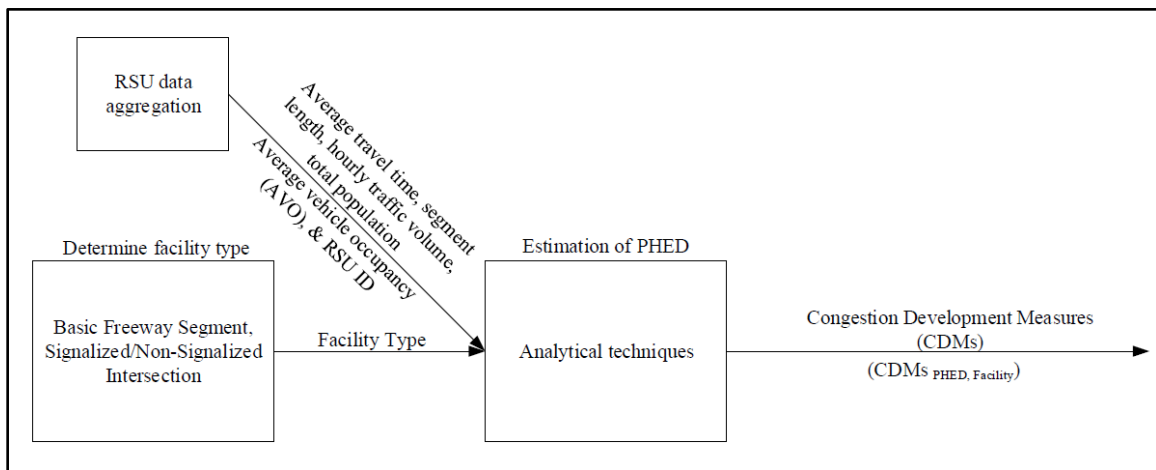 RSU data
aggregation
Average travel time, segment
length, hourly traffic volume,
total population
Average vehicle occupancy
(AVO), & RSU ID
Determine facility type
Basic Freeway Segment,
Signalized/Non-Signalized
Intersection
Facility Type
Estimation of PHED
Analytical techniques
Congestion Development Measures
(CDMs)
(CDMs PHED, Facility)